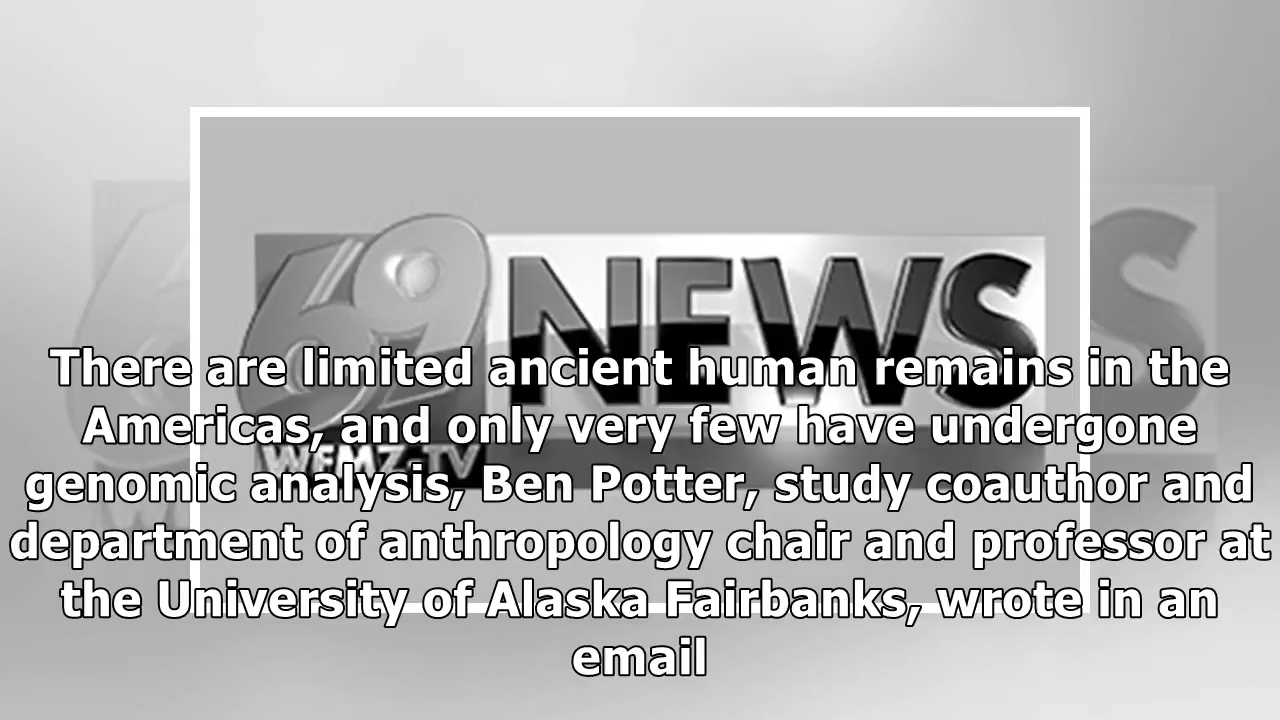 69 NEWS
WFMZ-TV
There are limited ancient human remains in the
Americas, and only very few have undergone
genomic analysis, Ben Potter, study coauthor and
department of anthropology chair and professor at
the University of Alaska Fairbanks, wrote in an
email